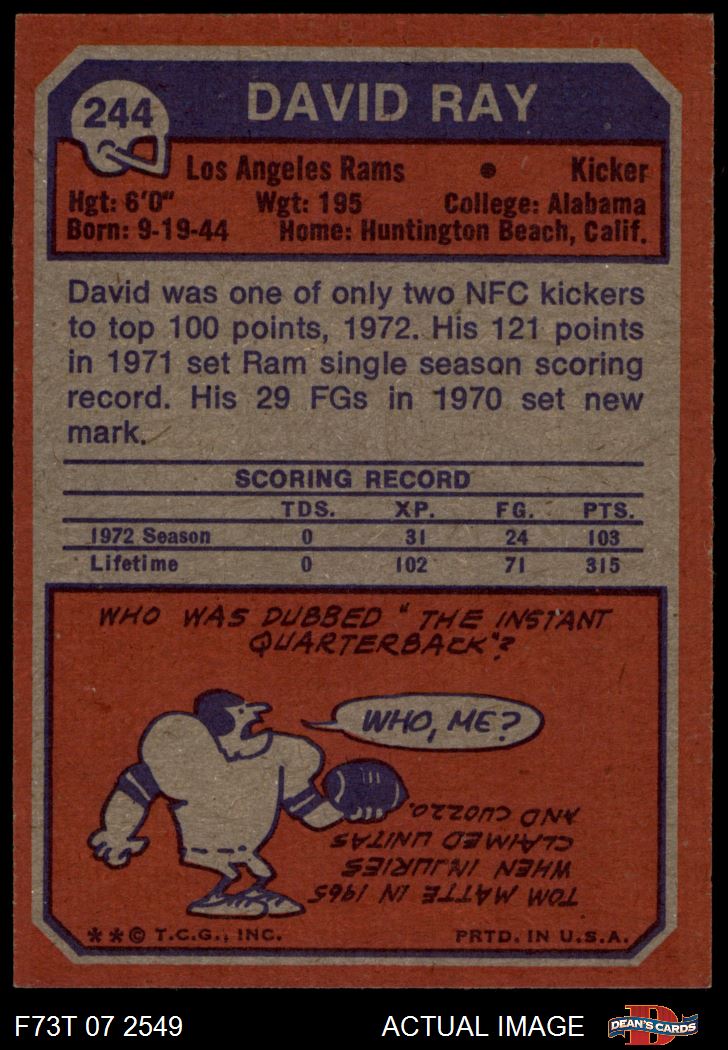 244
DAVID RAY
Los Angeles Rams • Kicker
Hgt: 6'0" Wgt: 195 College: Alabama
Born: 9-19-44 Home: Huntington Beach, Calif.
David was one of only two NFC kickers
to top 100 points, 1972. His 121 points
in 1971 set Ram single season scoring
record. His 29 FGs in 1970 set new
mark.
SCORING RECORD
TDS. XP. FG. PTS.
1972 Season 0 31 24 103
Lifetime 0 102 71 315
WHO WAS DUBBED "THE INSTANT
QUARTERBACK"?
WHO, ME?
TOM MATTE IN 1965
WHEN INJURIES
CLAIMED UNITAS
AND CUOZZO.
**© T.C.G., INC. PRTD. IN U.S.A.
F73T 07 2549 ACTUAL IMAGE D DEAN'S CARDS